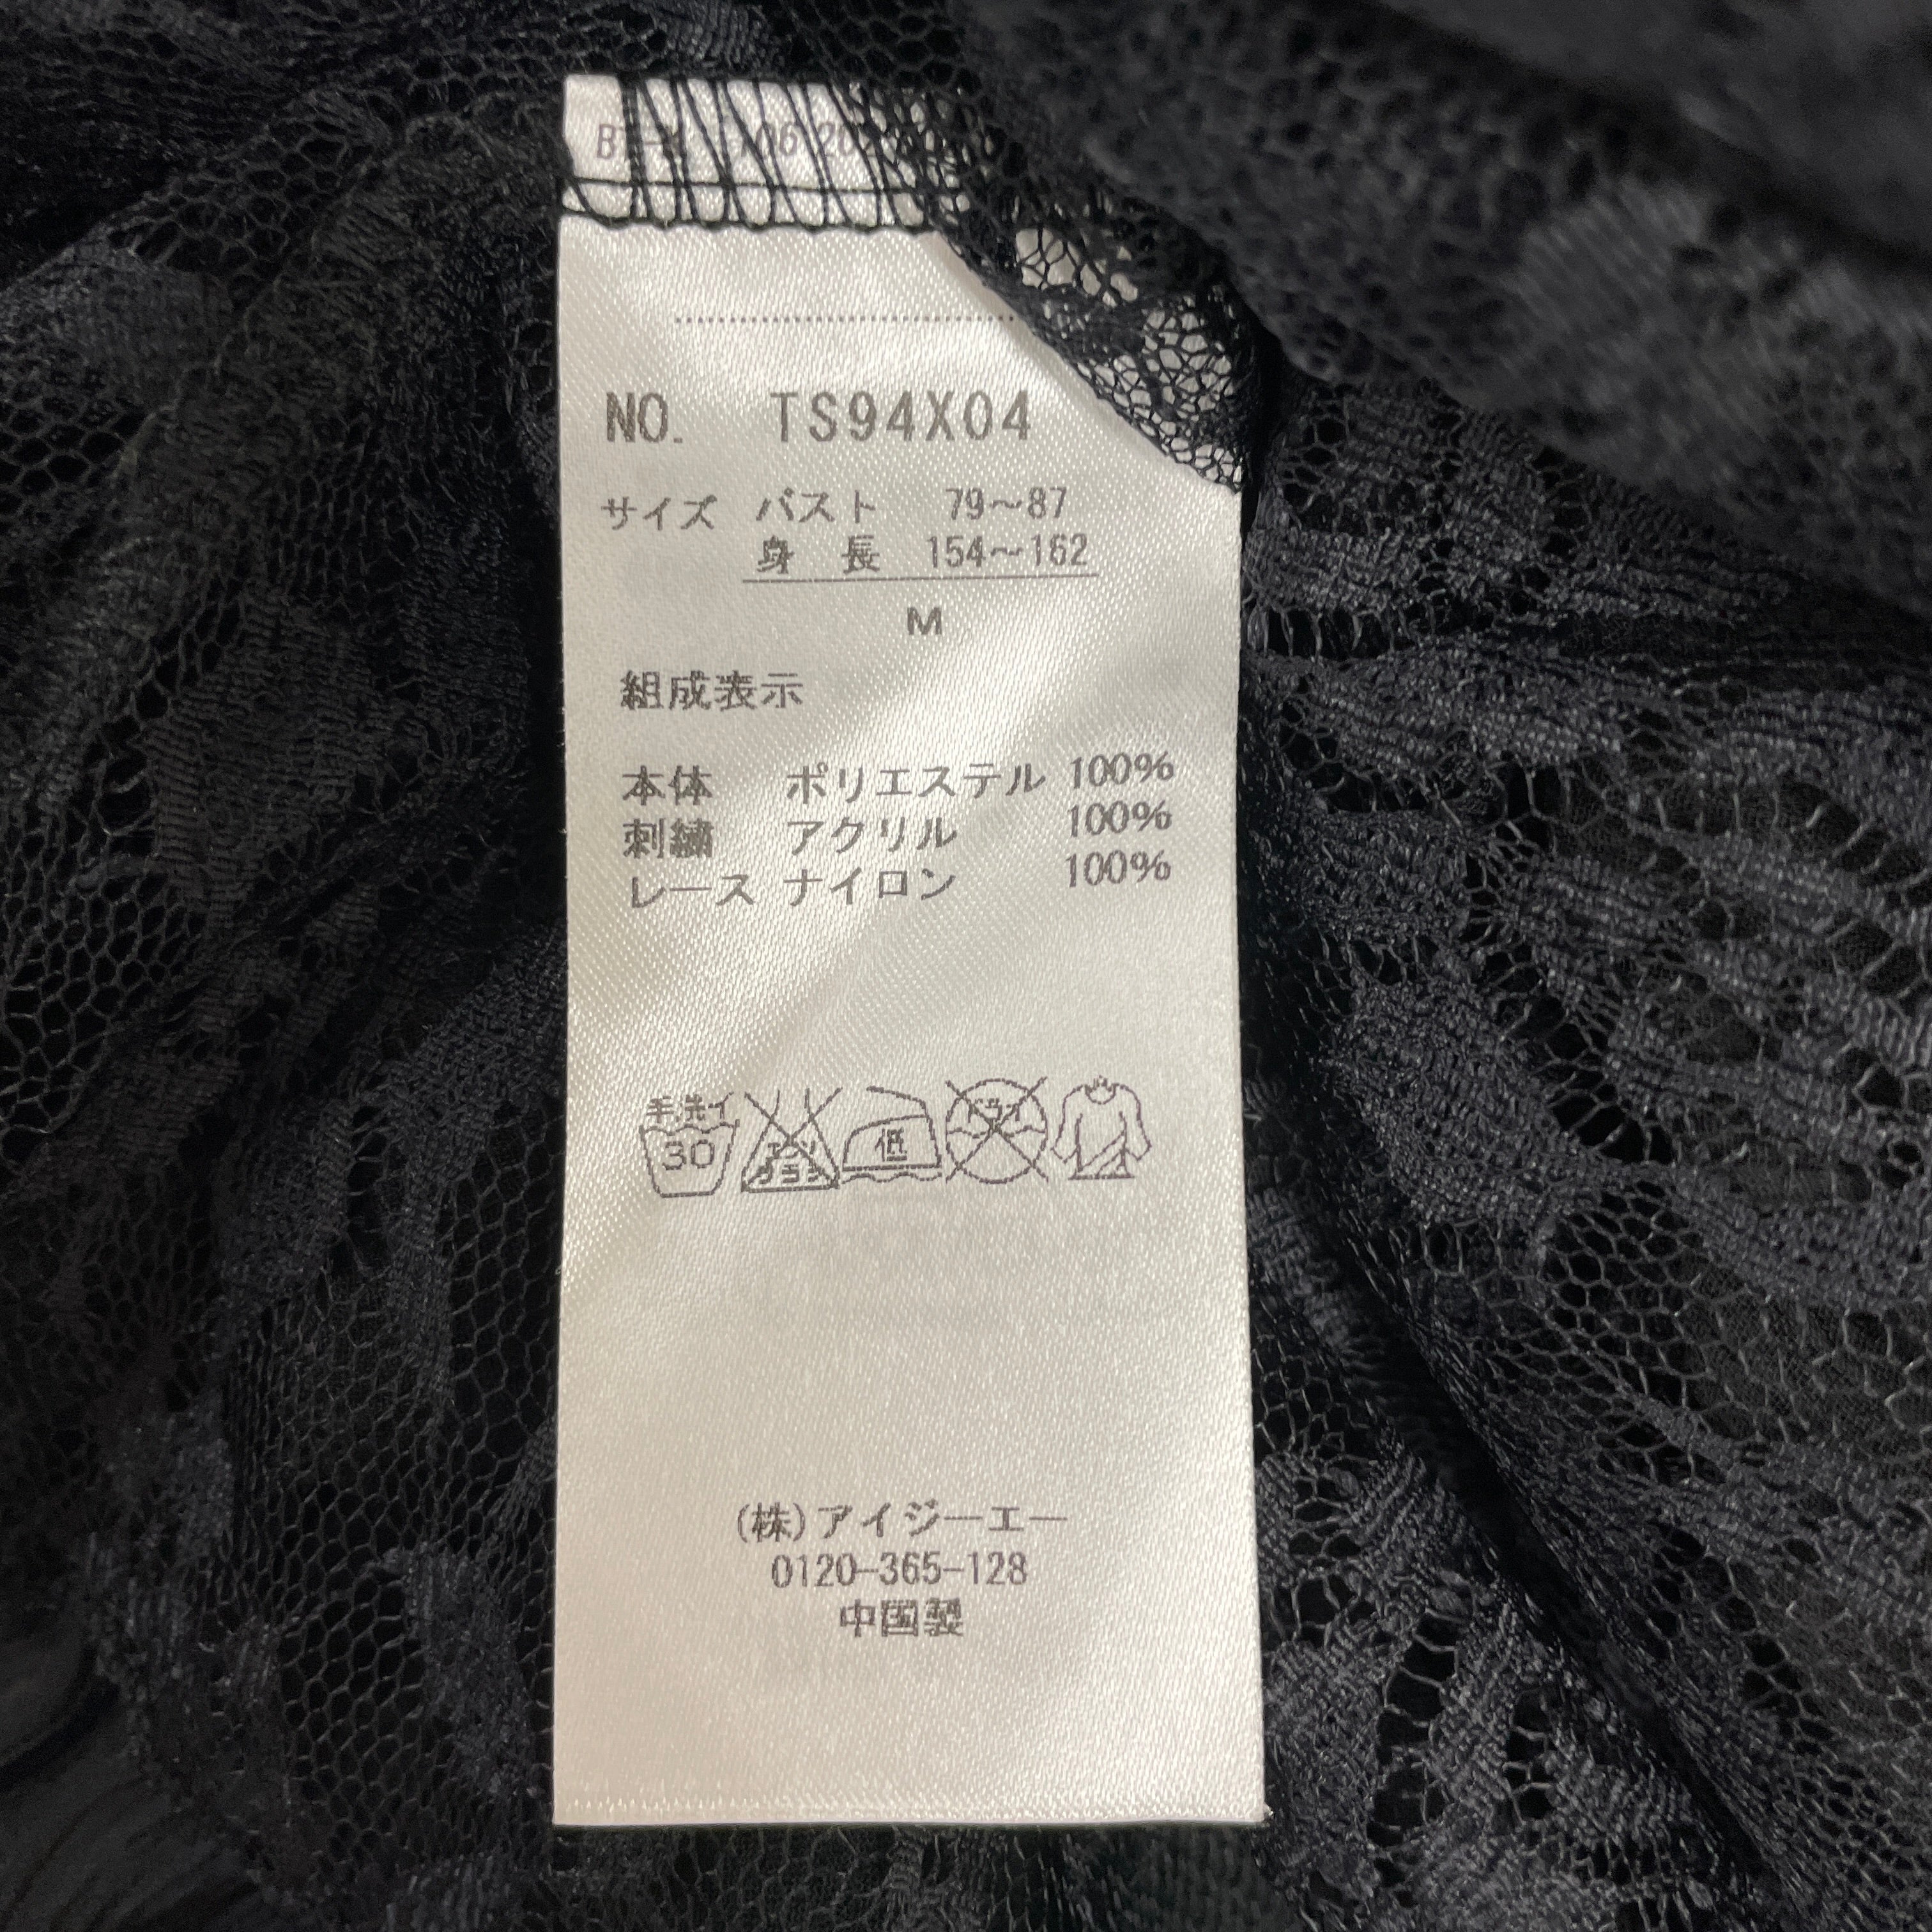 NO. TS94X04
サイズ バスト 79～87
身 長 154～162
M
組成表示
本体 ポリエステル 100%
刺繍 アクリル 100%
レース ナイロン 100%
手洗イ
30
エンソ
サラシ
低
ドライ
(株)アイジーエー
0120-365-128
中国製